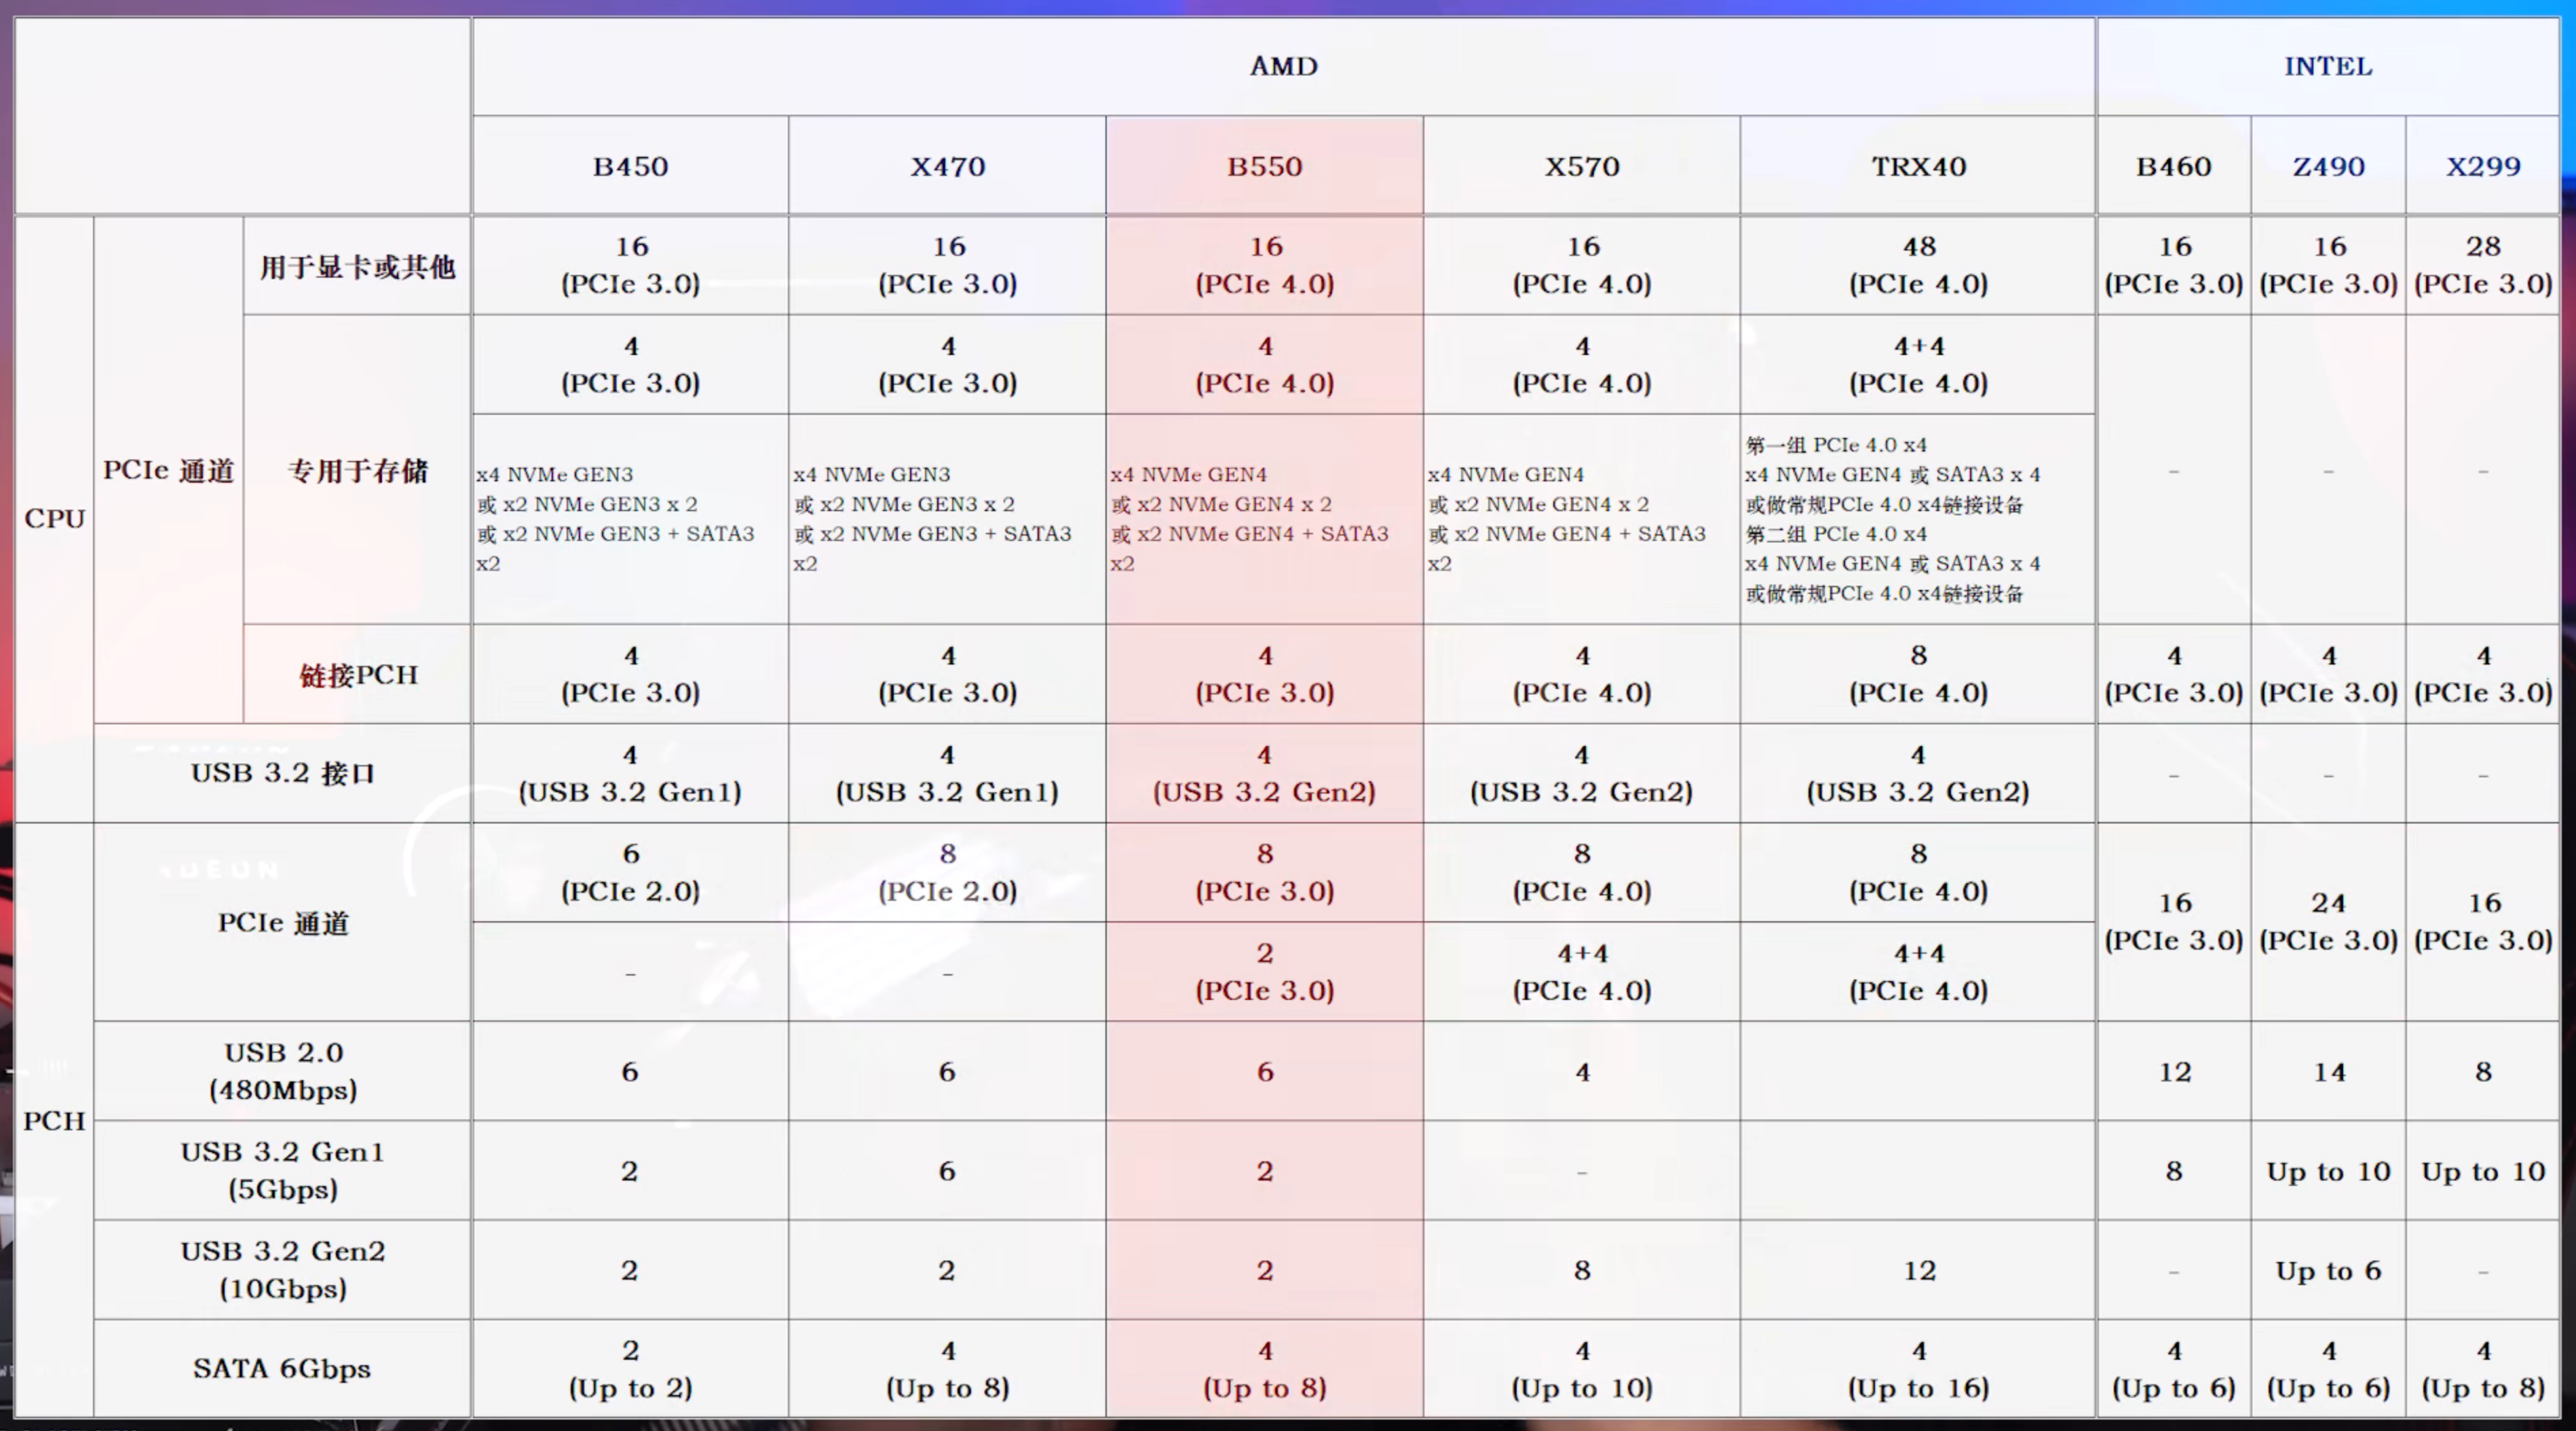 AMD INTEL
B450 X470 B550 X570 TRX40 B460 Z490 X299
CPU
PCIe 通道
用于显卡或其他
16 16 16 16 48 16 16 28
(PCIe 3.0) (PCIe 3.0) (PCIe 4.0) (PCIe 4.0) (PCIe 4.0) (PCIe 3.0) (PCIe 3.0) (PCIe 3.0)
专用于存储
4 4 4 4 4+4
(PCIe 3.0) (PCIe 3.0) (PCIe 4.0) (PCIe 4.0) (PCIe 4.0)
x4 NVMe GEN3
或 x2 NVMe GEN3 x 2
或 x2 NVMe GEN3 + SATA3
x2
x4 NVMe GEN3
或 x2 NVMe GEN3 x 2
或 x2 NVMe GEN3 + SATA3
x2
x4 NVMe GEN4
或 x2 NVMe GEN4 x 2
或 x2 NVMe GEN4 + SATA3
x2
x4 NVMe GEN4
或 x2 NVMe GEN4 x 2
或 x2 NVMe GEN4 + SATA3
x2
第一组 PCIe 4.0 x4
x4 NVMe GEN4 或 SATA3 x 4
或做常规PCIe 4.0 x4链接设备
第二组 PCIe 4.0 x4
x4 NVMe GEN4 或 SATA3 x 4
或做常规PCIe 4.0 x4链接设备
- - -
链接PCH
4 4 4 4 8 4 4 4
(PCIe 3.0) (PCIe 3.0) (PCIe 3.0) (PCIe 4.0) (PCIe 4.0) (PCIe 3.0) (PCIe 3.0) (PCIe 3.0)
USB 3.2 接口
4 4 4 4 4 - - -
(USB 3.2 Gen1) (USB 3.2 Gen1) (USB 3.2 Gen2) (USB 3.2 Gen2) (USB 3.2 Gen2)
PCH
PCIe 通道
6 8 8 8 8
(PCIe 2.0) (PCIe 2.0) (PCIe 3.0) (PCIe 4.0) (PCIe 4.0)
- - 2 4+4 4+4
(PCIe 3.0) (PCIe 4.0) (PCIe 4.0)
16 24 16
(PCIe 3.0) (PCIe 3.0) (PCIe 3.0)
USB 2.0
(480Mbps)
6 6 6 4 12 14 8
USB 3.2 Gen1
(5Gbps)
2 6 2 - 8 Up to 10 Up to 10
USB 3.2 Gen2
(10Gbps)
2 2 2 8 12 - Up to 6 -
SATA 6Gbps
2 4 4 4 4 4 4 4
(Up to 2) (Up to 8) (Up to 8) (Up to 10) (Up to 16) (Up to 6) (Up to 6) (Up to 8)